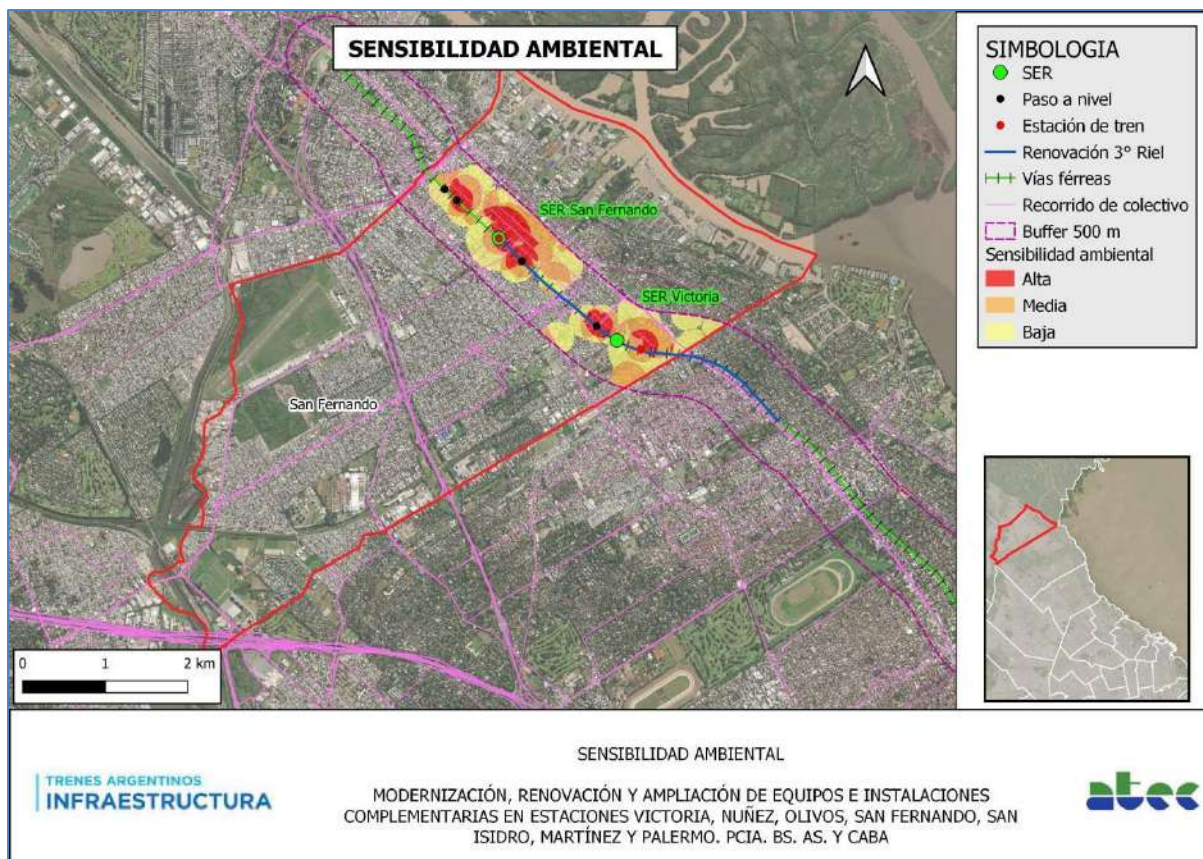 SENSIBILIDAD AMBIENTAL
SER San Fernando
SER Victoria
San Fernando
0 1 2 km
SIMBOLOGIA
SER
Paso a nivel
Estación de tren
Renovación 3° Riel
Vías férreas
Recorrido de colectivo
Buffer 500 m
Sensibilidad ambiental
Alta
Media
Baja
TRENES ARGENTINOS
INFRAESTRUCTURA
SENSIBILIDAD AMBIENTAL
MODERNIZACIÓN, RENOVACIÓN Y AMPLIACIÓN DE EQUIPOS E INSTALACIONES
COMPLEMENTARIAS EN ESTACIONES VICTORIA, NUÑEZ, OLIVOS, SAN FERNANDO, SAN
ISIDRO, MARTÍNEZ Y PALERMO. PCIA. BS. AS. Y CABA
atec